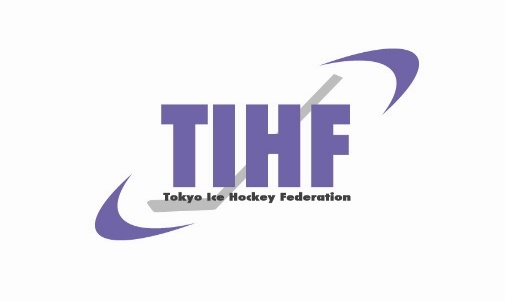 TIHF
Tokyo Ice Hockey Federation